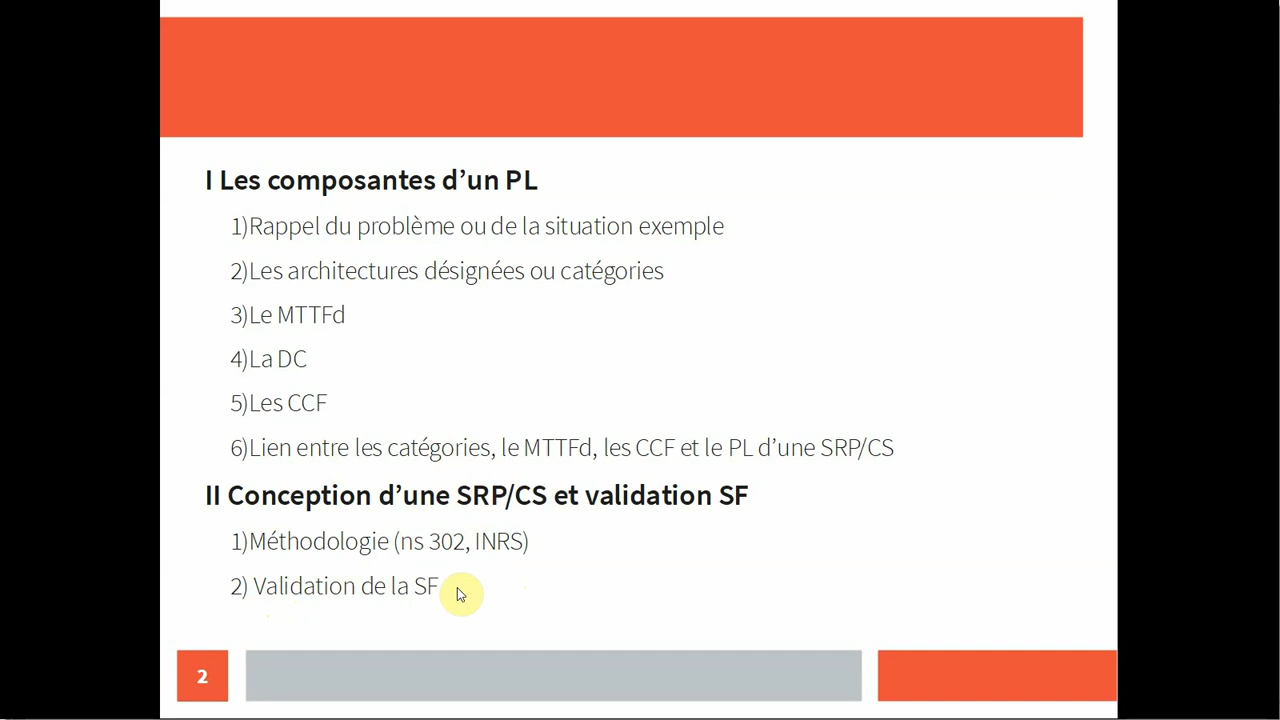 I Les composantes d’un PL
1)Rappel du problème ou de la situation exemple
2)Les architectures désignées ou catégories
3)Le MTTFd
4)La DC
5)Les CCF
6)Lien entre les catégories, le MTTFd, les CCF et le PL d’une SRP/CS
II Conception d’une SRP/CS et validation SF
1)Méthodologie (ns 302, INRS)
2) Validation de la SF
2